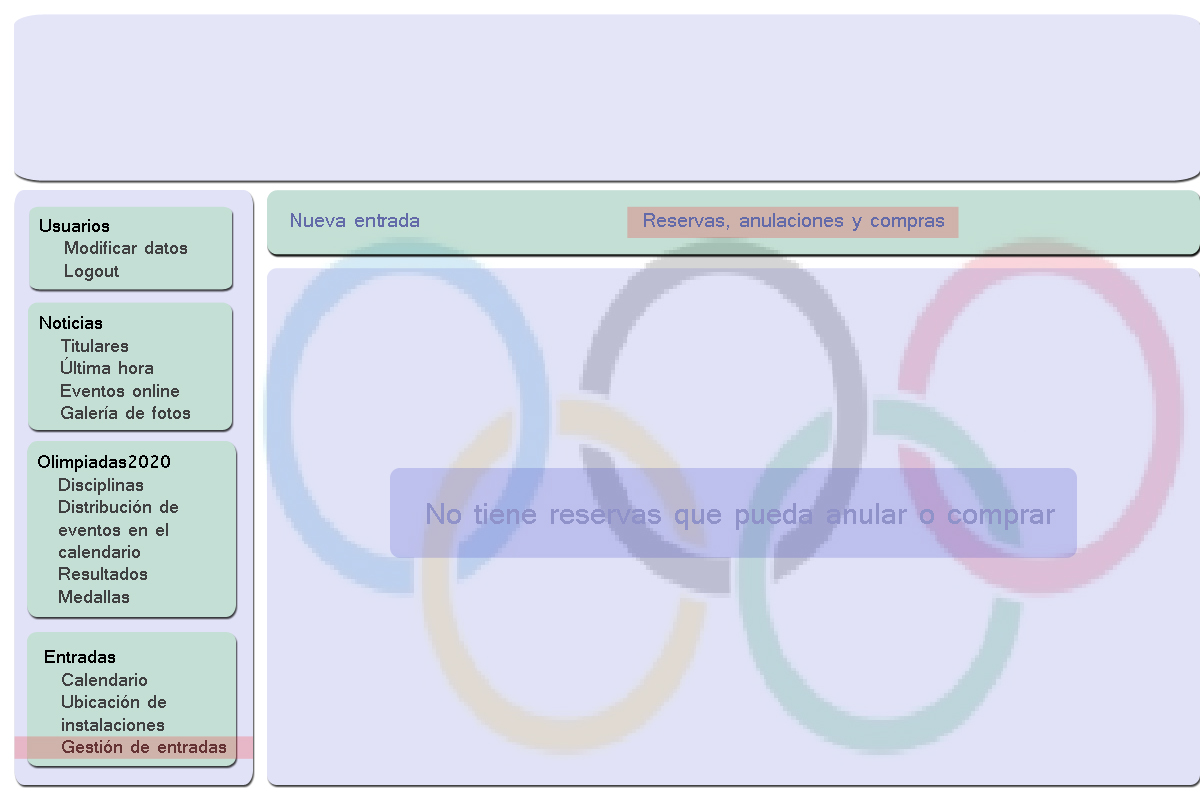 Usuarios
Modificar datos
Logout
Noticias
Titulares
Última hora
Eventos online
Galería de fotos
Olimpiadas2020
Disciplinas
Distribución de
eventos en el
calendario
Resultados
Medallas
Entradas
Calendario
Ubicación de
instalaciones
Gestión de entradas
Nueva entrada
Reservas, anulaciones y compras
No tiene reservas que pueda anular o comprar